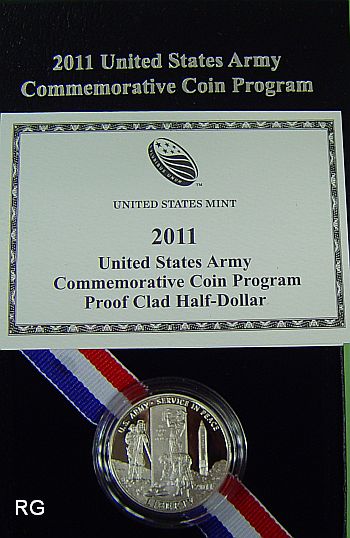 2011 United States Army
Commemorative Coin Program
UNITED STATES MINT
2011
United States Army
Commemorative Coin Program
Proof Clad Half-Dollar
U.S. ARMY · SERVICE IN PEACE
LIBERTY
RG